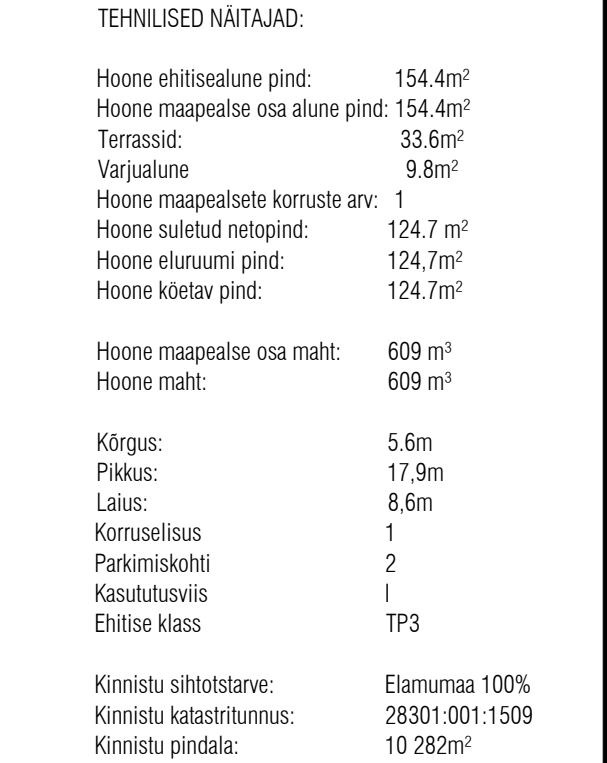 TEHNILISED NÄITAJAD:
Hoone ehitisealune pind: 154.4m²
Hoone maapealse osa alune pind: 154.4m²
Terrassid: 33.6m²
Varjualune 9.8m²
Hoone maapealsete korruste arv: 1
Hoone suletud netopind: 124.7 m²
Hoone eluruumi pind: 124,7m²
Hoone köetav pind: 124.7m²
Hoone maapealse osa maht: 609 m³
Hoone maht: 609 m³
Kõrgus: 5.6m
Pikkus: 17,9m
Laius: 8,6m
Korruselisus 1
Parkimiskohti 2
Kasututusviis I
Ehitise klass TP3
Kinnistu sihtotstarve: Elamumaa 100%
Kinnistu katastritunnus: 28301:001:1509
Kinnistu pindala: 10 282m²